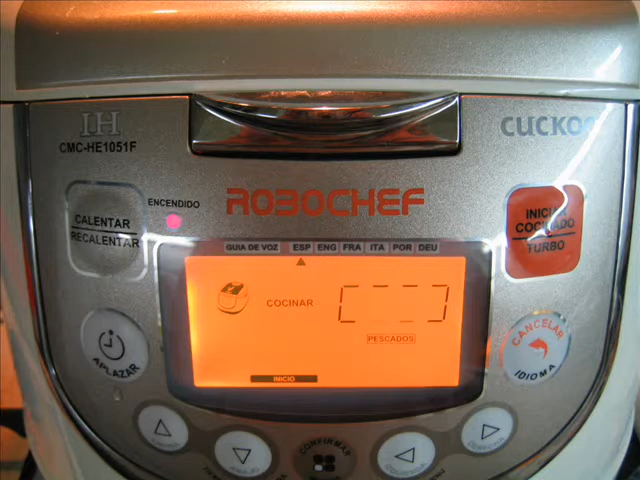 IH
CMC-HE1051F
CUCKOO
ROBOCHEF
CALENTAR
RECALENTAR
ENCENDIDO
INICIAR
COCINADO
TURBO
GUIA DE VOZ ESP ENG FRA ITA POR DEU
COCINAR
PESCADOS
INICIO
APLAZAR
CANCELAR
IDIOMA
CONFIRMAR